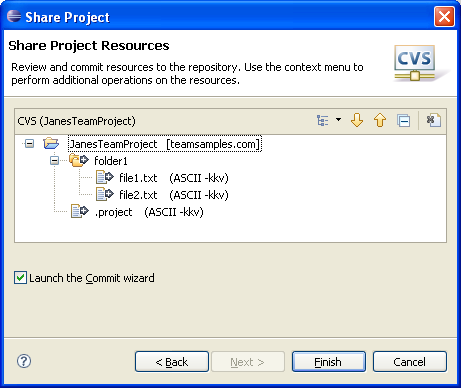 Share Project
Share Project Resources
Review and commit resources to the repository. Use the context menu to
perform additional operations on the resources.
CVS
CVS (JanesTeamProject)
JanesTeamProject [teamsamples.com]
folder1
file1.txt (ASCII -kkv)
file2.txt (ASCII -kkv)
.project (ASCII -kkv)
Launch the Commit wizard
? < Back Next > Finish Cancel